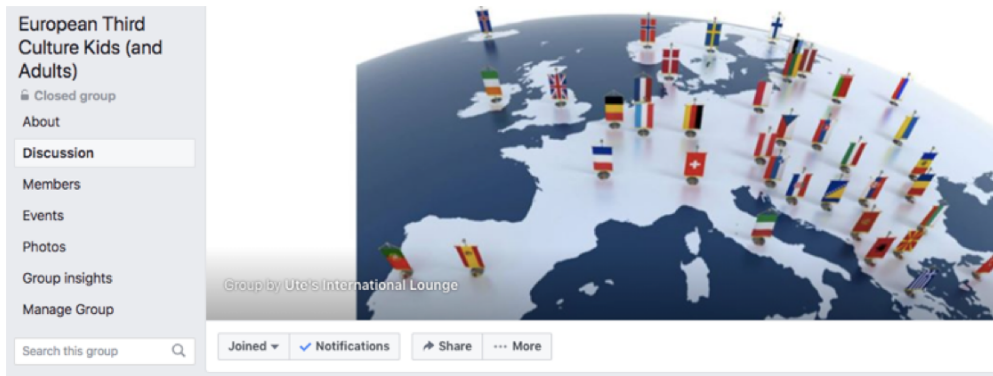 European Third
Culture Kids (and
Adults)
Closed group
About
Discussion
Members
Events
Photos
Group insights
Manage Group
Search this group
Group by Ute's International Lounge
Joined
Notifications
Share
More